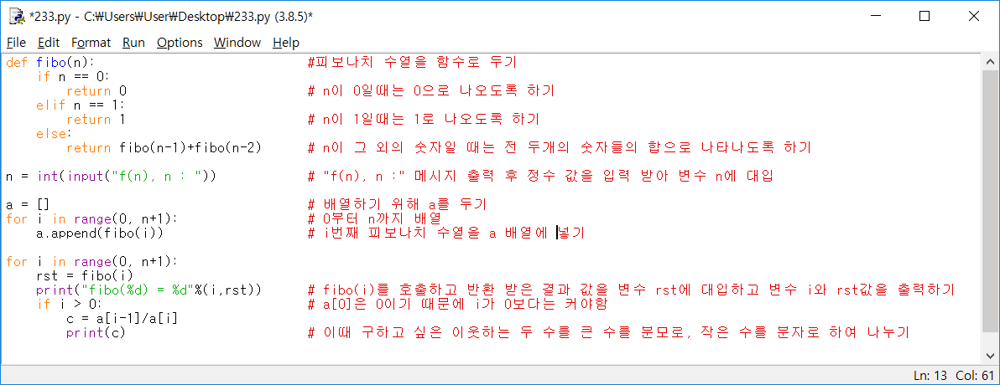 *233.py - C:₩Users₩User₩Desktop₩233.py (3.8.5)*
File Edit Format Run Options Window Help
def fibo(n): #피보나치 수열을 함수로 두기
    if n == 0:
        return 0 # n이 0일때는 0으로 나오도록 하기
    elif n == 1:
        return 1 # n이 1일때는 1로 나오도록 하기
    else:
        return fibo(n-1)+fibo(n-2) # n이 그 외의 숫자일 때는 전 두개의 숫자들의 합으로 나타나도록 하기
n = int(input("f(n), n : ")) # "f(n), n :" 메시지 출력 후 정수 값을 입력 받아 변수 n에 대입
a = [] # 배열하기 위해 a를 두기
for i in range(0, n+1): # 0부터 n까지 배열
    a.append(fibo(i)) # i번째 피보나치 수열을 a 배열에 넣기
for i in range(0, n+1):
    rst = fibo(i)
    print("fibo(%d) = %d"%(i,rst)) # fibo(i)를 호출하고 반환 받은 결과 값을 변수 rst에 대입하고 변수 i와 rst값을 출력하기
    if i > 0: # a[0]은 0이기 때문에 i가 0보다는 커야함
        c = a[i-1]/a[i]
        print(c) # 이때 구하고 싶은 이웃하는 두 수를 큰 수를 분모로, 작은 수를 분자로 하여 나누기
Ln: 13 Col: 61